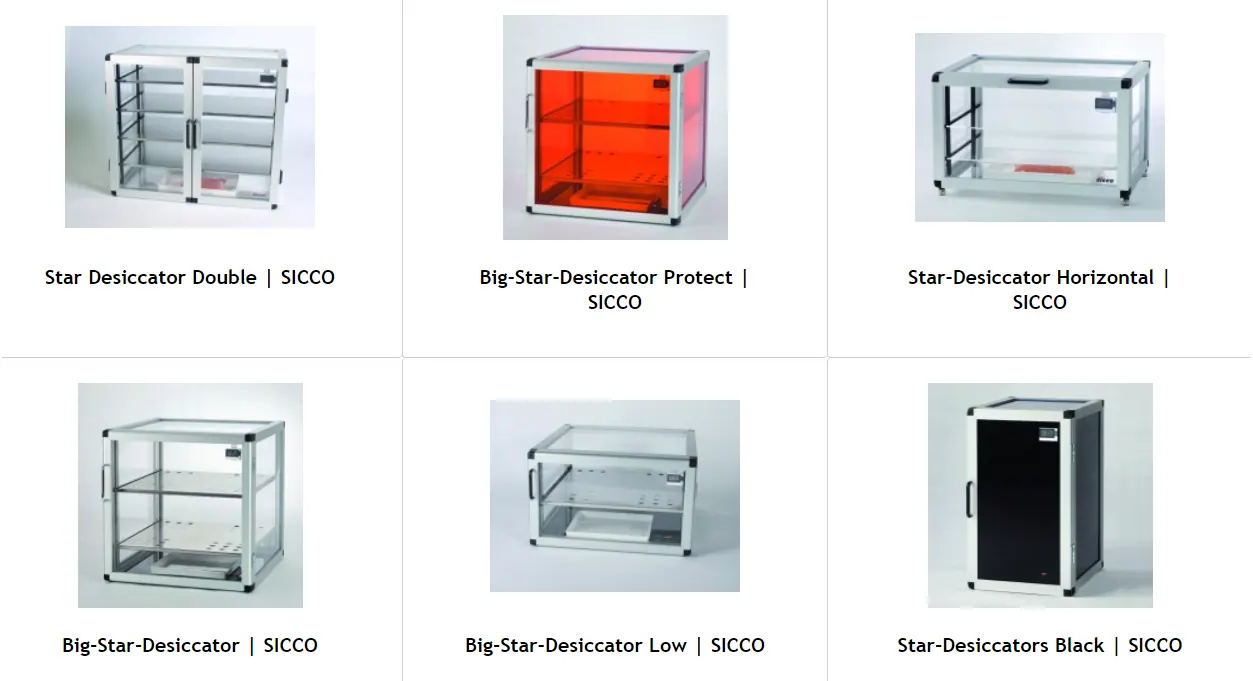 Star Desiccator Double | SICCO
Big-Star-Desiccator Protect |
SICCO
Star-Desiccator Horizontal |
SICCO
SICCO
Big-Star-Desiccator | SICCO
Big-Star-Desiccator Low | SICCO
Star-Desiccators Black | SICCO